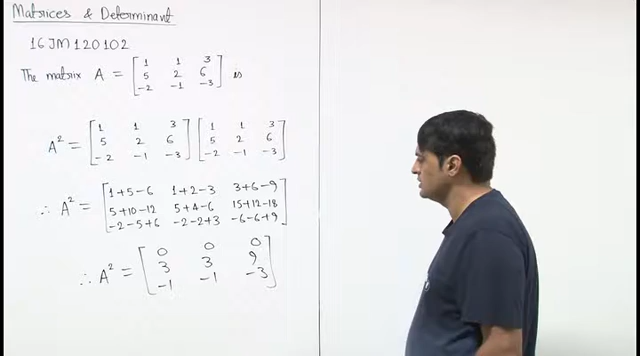 Matrices & Determinant
16JM120102
The matrix A = [1 1 3
5 2 6
-2 -1 -3] is
A² = [1 1 3
5 2 6
-2 -1 -3] [1 1 3
5 2 6
-2 -1 -3]
∴ A² = [1+5-6 1+2-3 3+6-9
5+10-12 5+4-6 15+12-18
-2-5+6 -2-2+3 -6-6+9]
∴ A² = [0 0 0
3 3 9
-1 -1 -3]